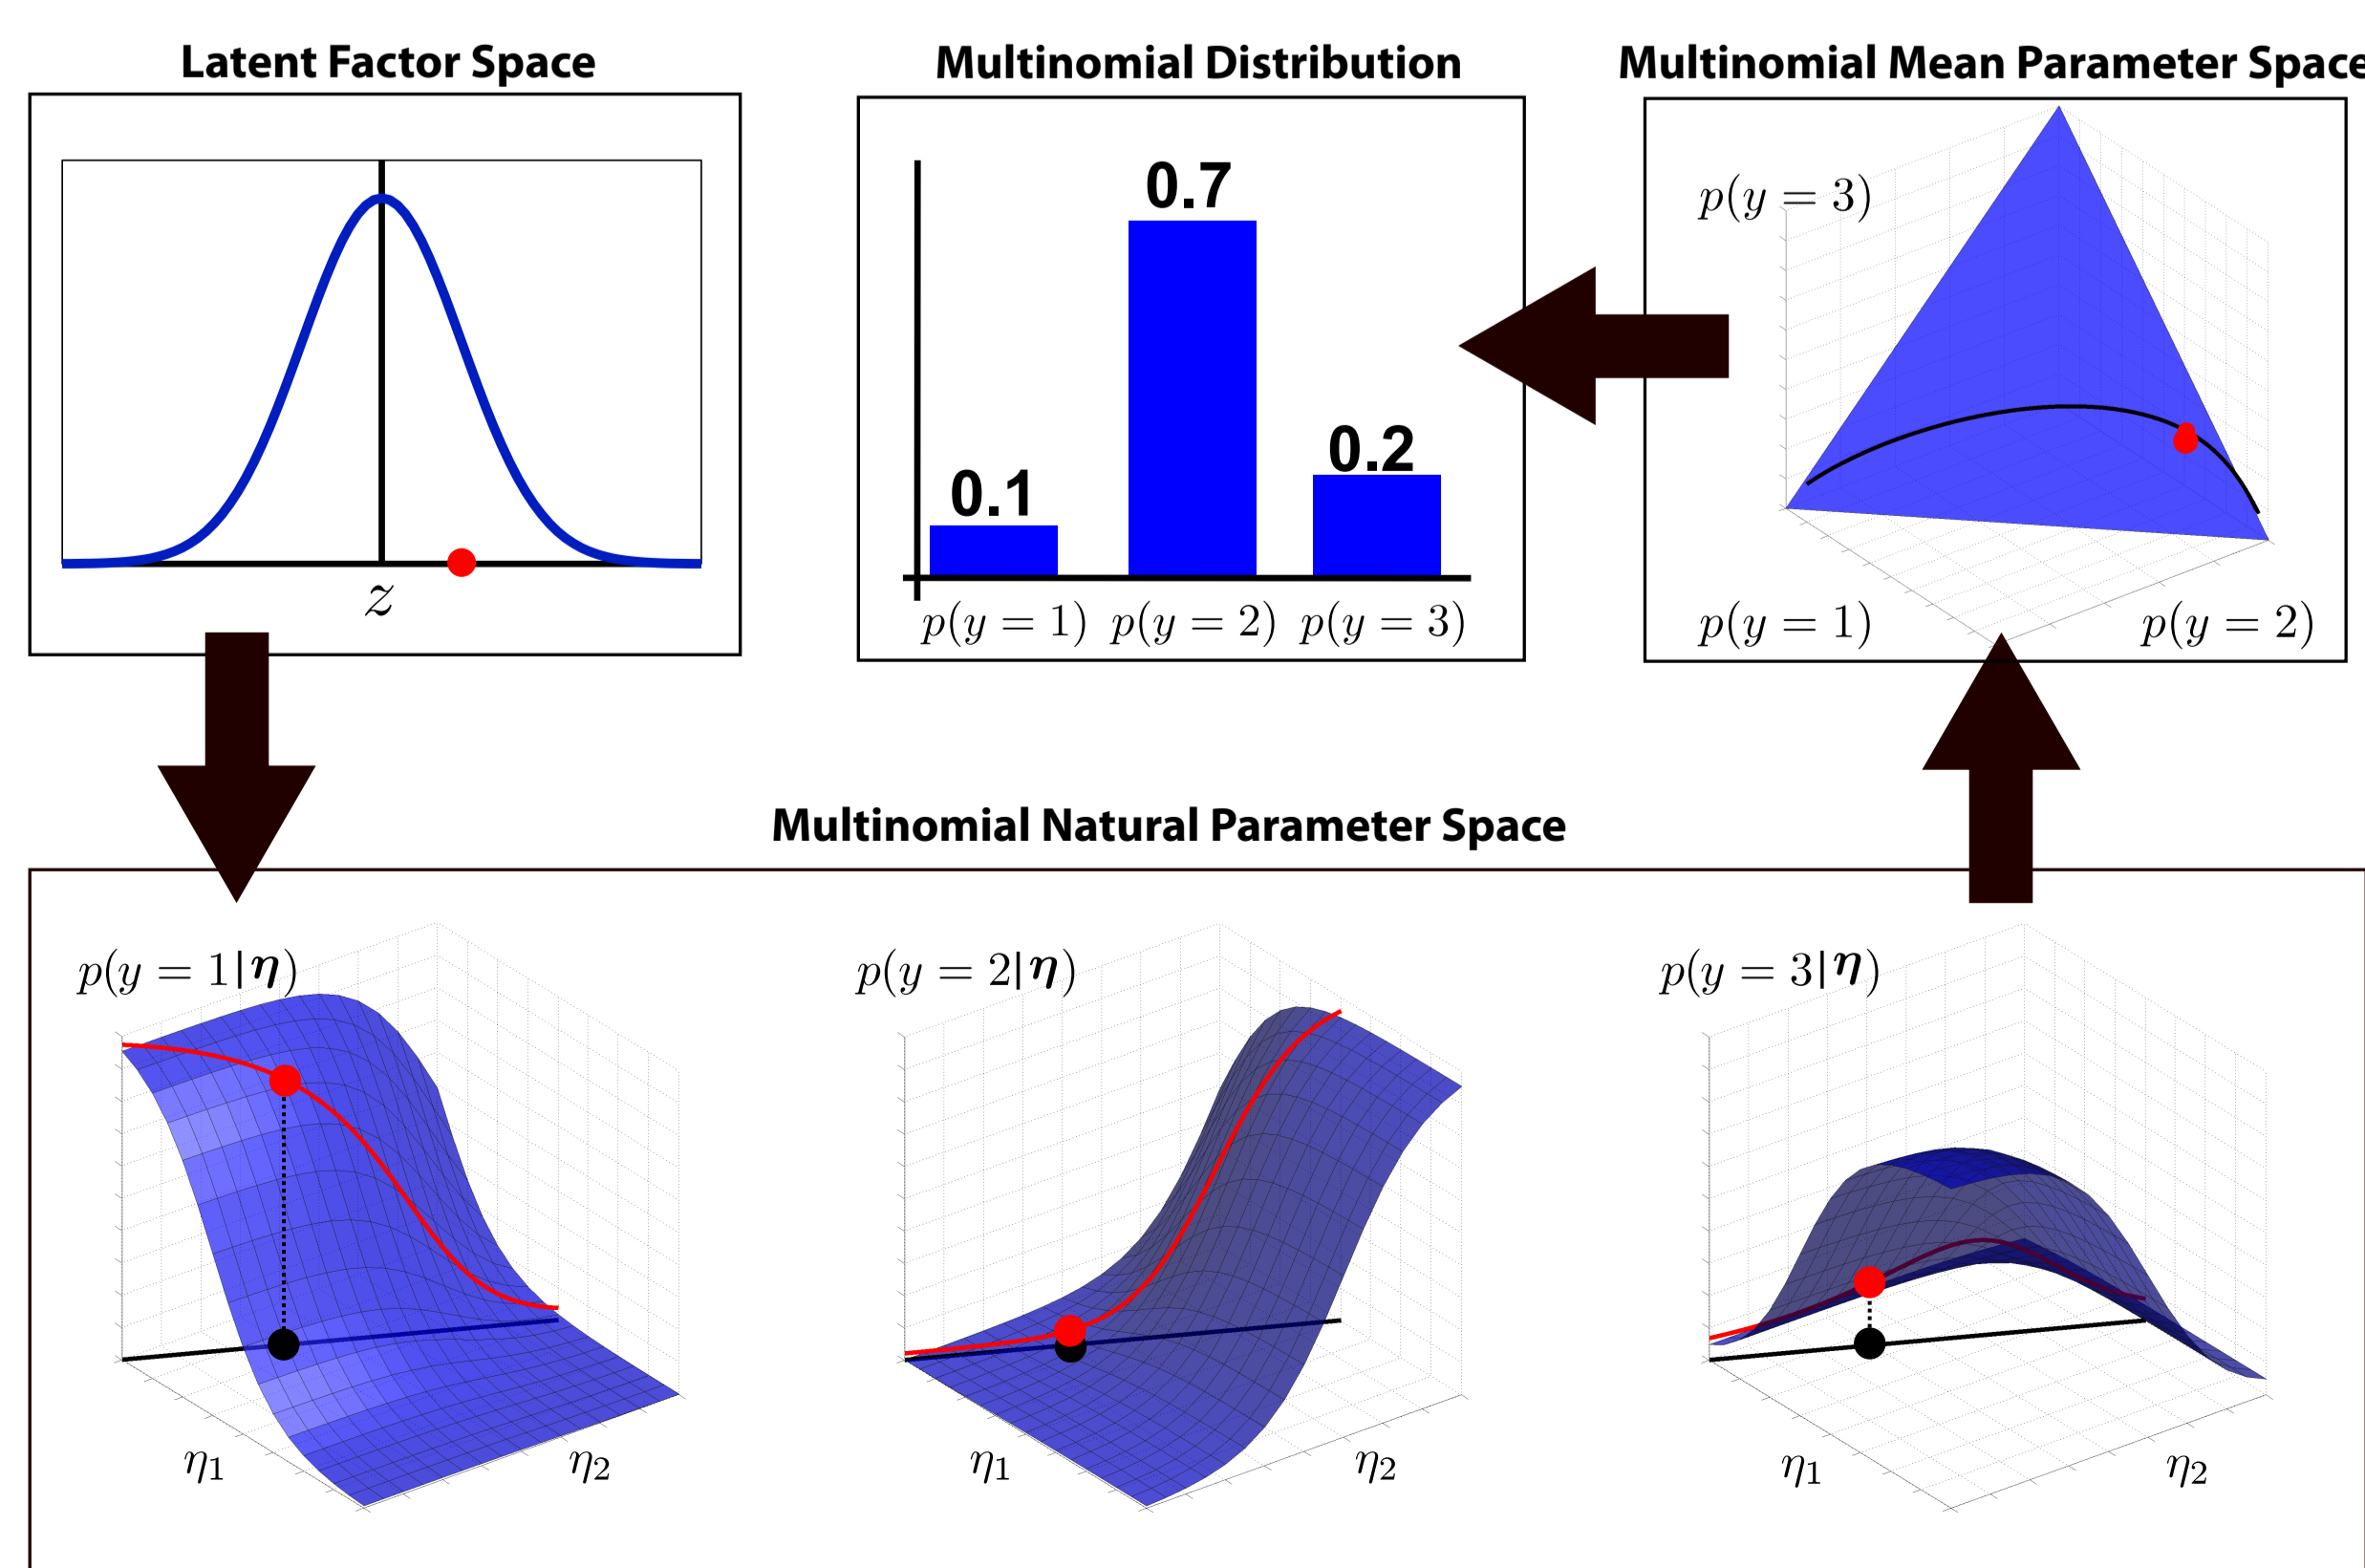 Latent Factor Space
z
Multinomial Distribution
0.7
0.1
0.2
p(y = 1) p(y = 2) p(y = 3)
Multinomial Mean Parameter Space
p(y = 3)
p(y = 1)
p(y = 2)
Multinomial Natural Parameter Space
p(y = 1|η)
η1
η2
p(y = 2|η)
η1
η2
p(y = 3|η)
η1
η2